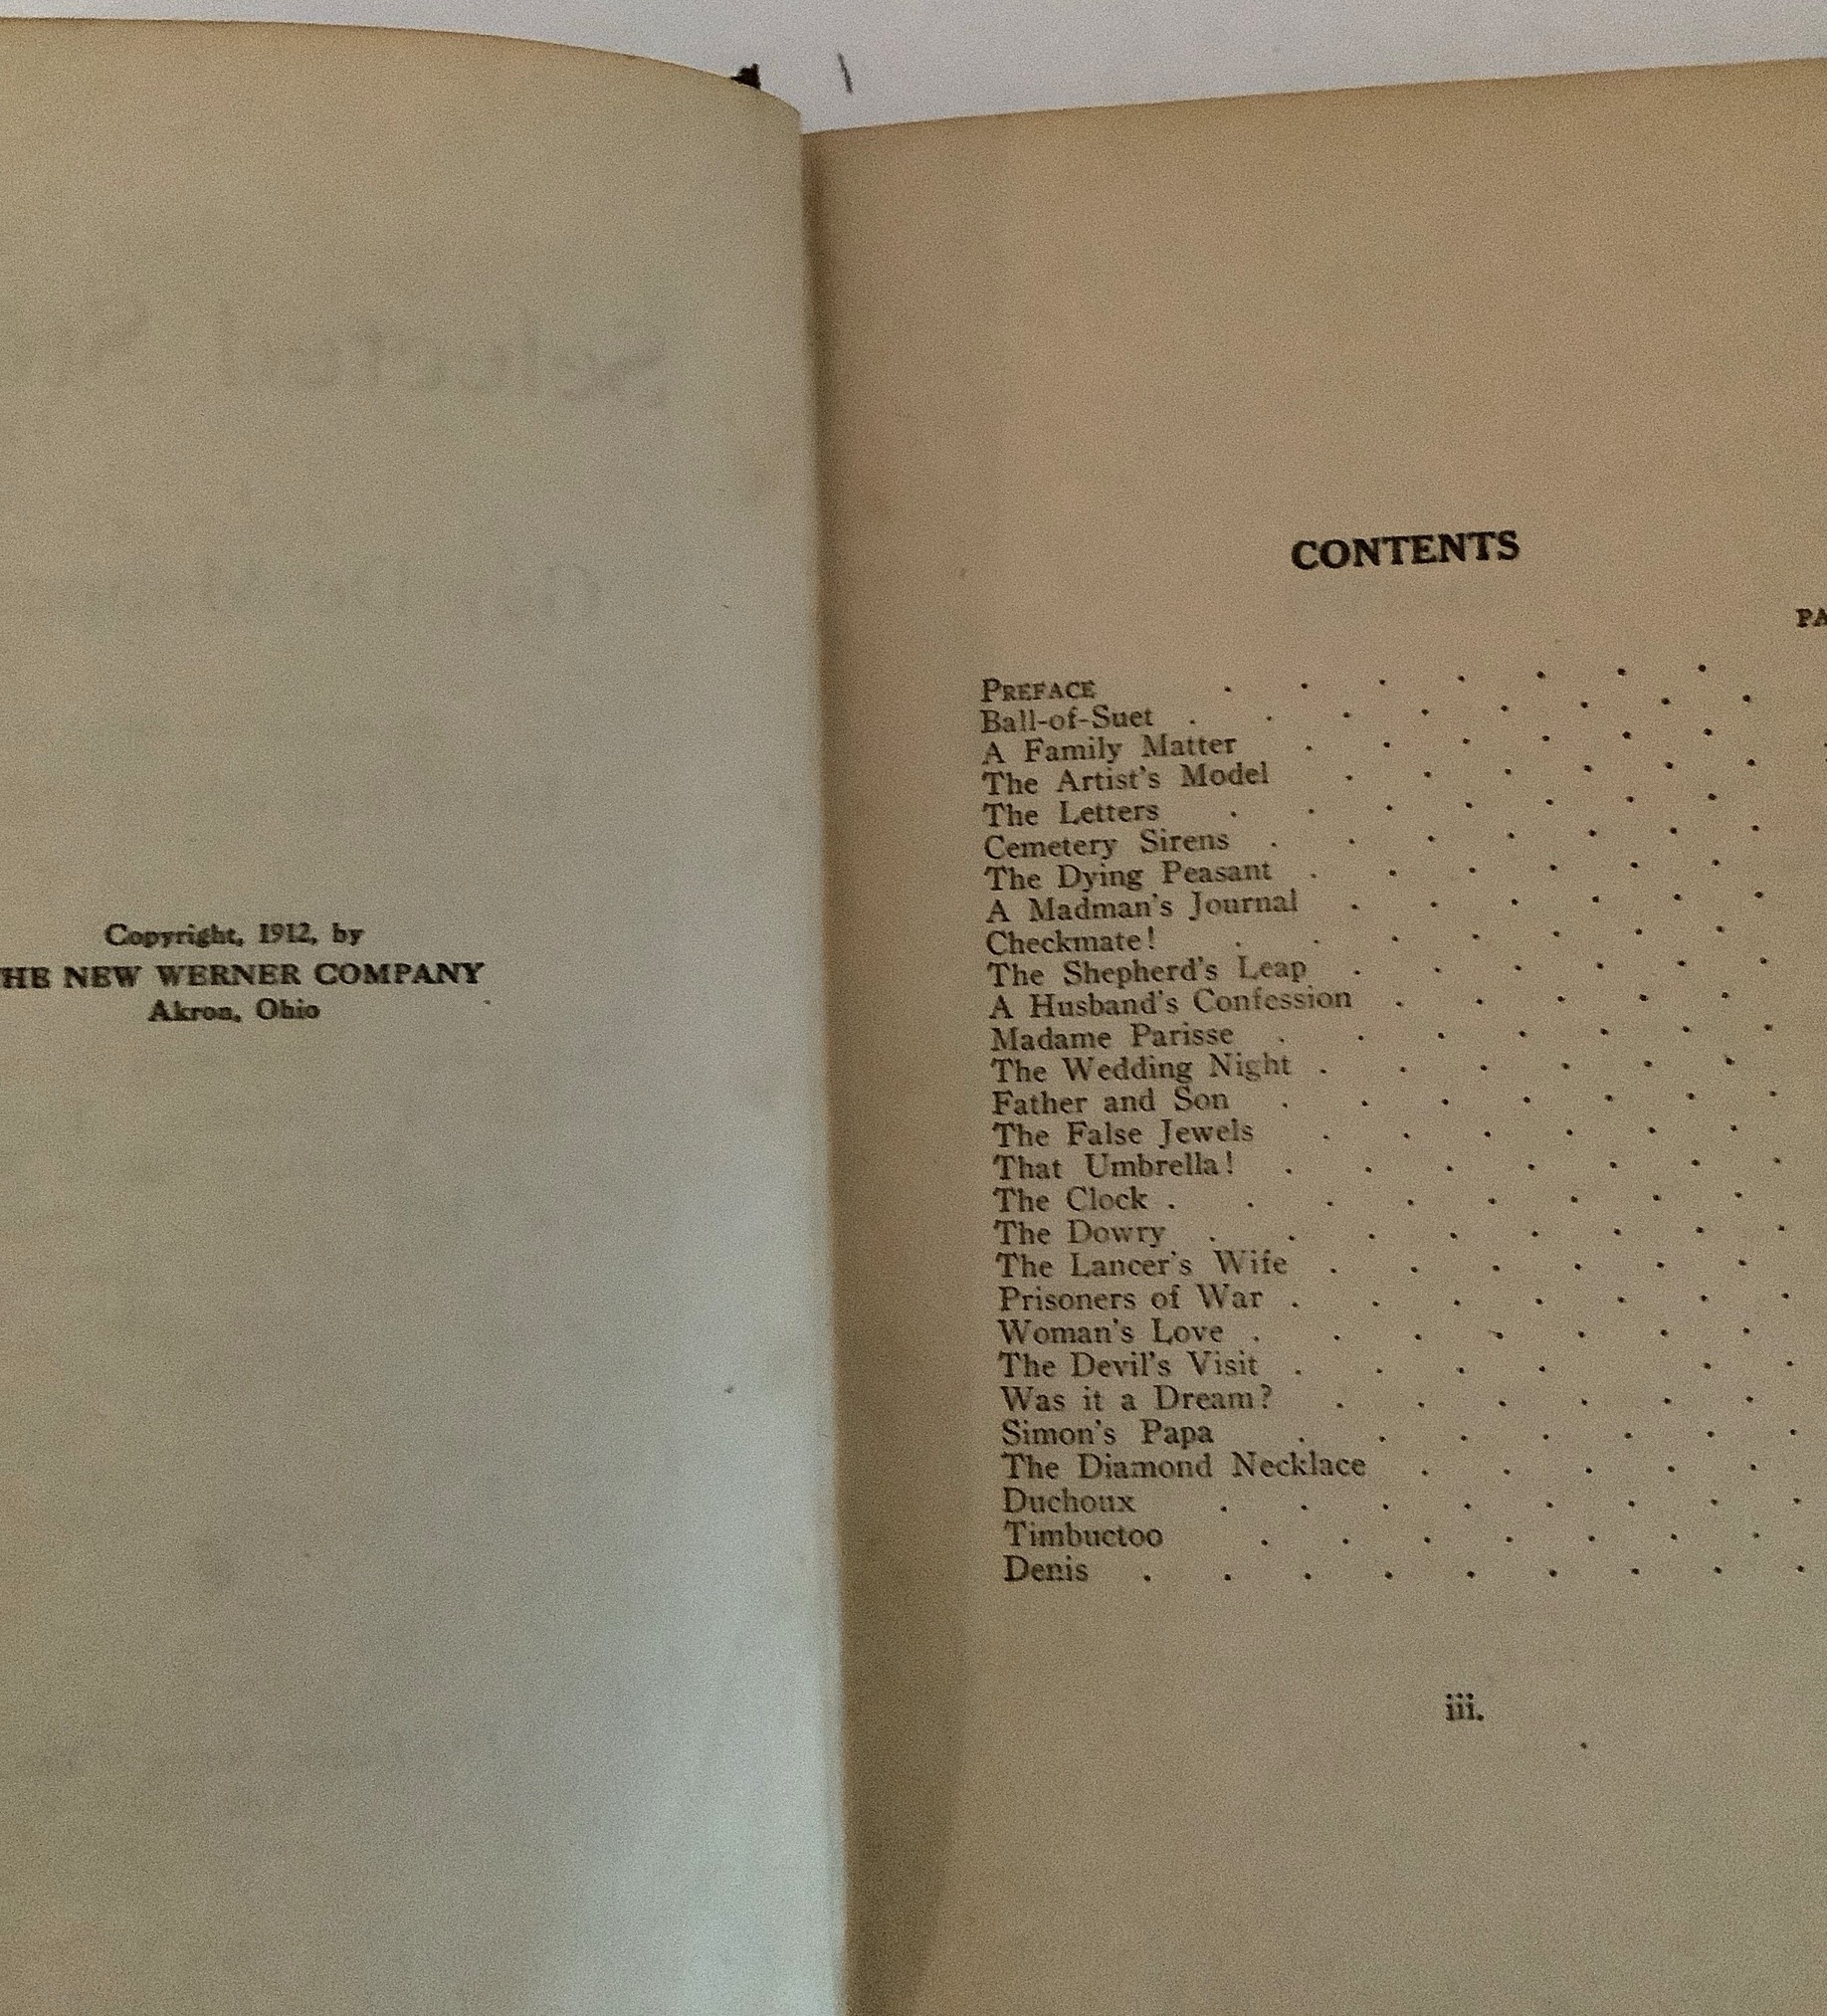 Copyright, 1912, by
HE NEW WERNER COMPANY
Akron, Ohio
CONTENTS
PA
PREFACE
Ball-of-Suet
A Family Matter
The Artist's Model
The Letters
Cemetery Sirens
The Dying Peasant
A Madman's Journal
Checkmate!
The Shepherd's Leap
A Husband's Confession
Madame Parisse
The Wedding Night
Father and Son
The False Jewels
That Umbrella!
The Clock
The Dowry
The Lancer's Wife
Prisoners of War
Woman's Love
The Devil's Visit
Was it a Dream?
Simon's Papa
The Diamond Necklace
Duchoux
Timbuctoo
Denis
iii.